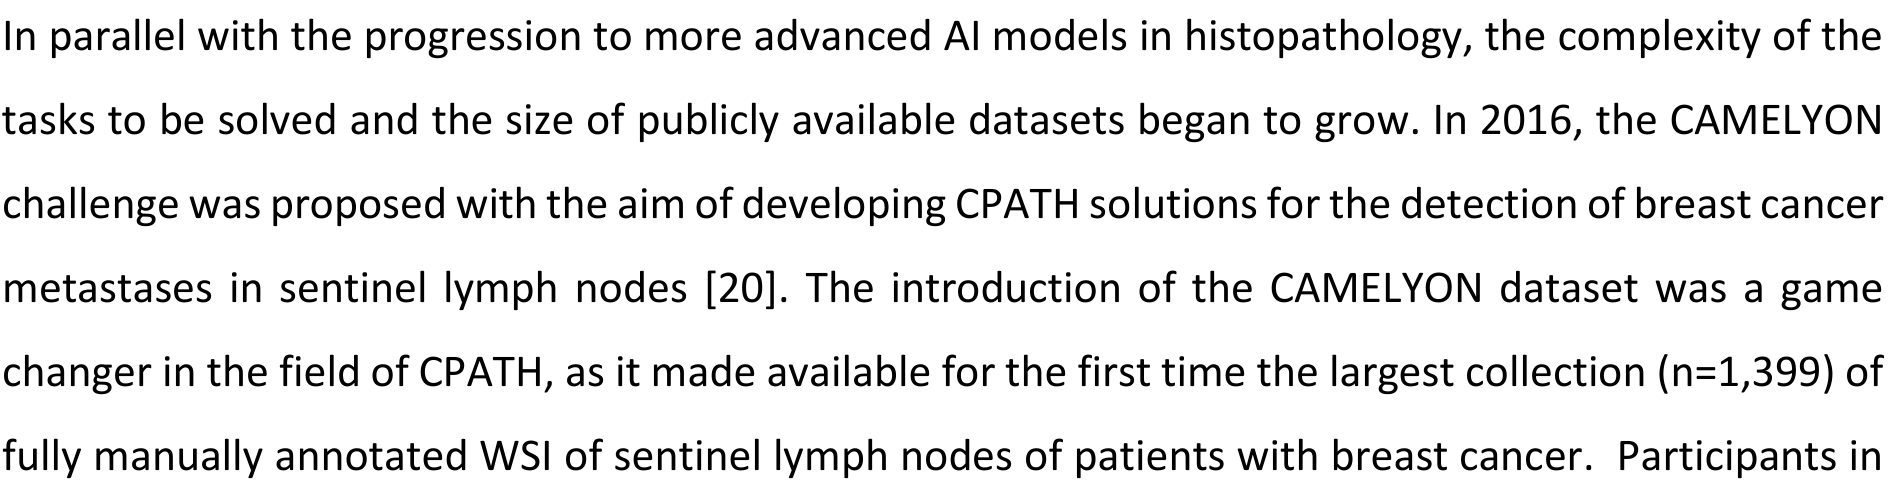 In parallel with the progression to more advanced AI models in histopathology, the complexity of the
tasks to be solved and the size of publicly available datasets began to grow. In 2016, the CAMELYON
challenge was proposed with the aim of developing CPATH solutions for the detection of breast cancer
metastases in sentinel lymph nodes [20]. The introduction of the CAMELYON dataset was a game
changer in the field of CPATH, as it made available for the first time the largest collection (n=1,399) of
fully manually annotated WSI of sentinel lymph nodes of patients with breast cancer.  Participants in